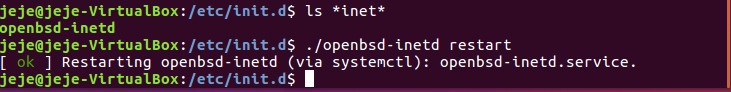 jeje@jeje-VirtualBox:/etc/init.d$ ls *inet*
openbsd-inetd
jeje@jeje-VirtualBox:/etc/init.d$ ./openbsd-inetd restart
[ ok ] Restarting openbsd-inetd (via systemctl): openbsd-inetd.service.
jeje@jeje-VirtualBox:/etc/init.d$